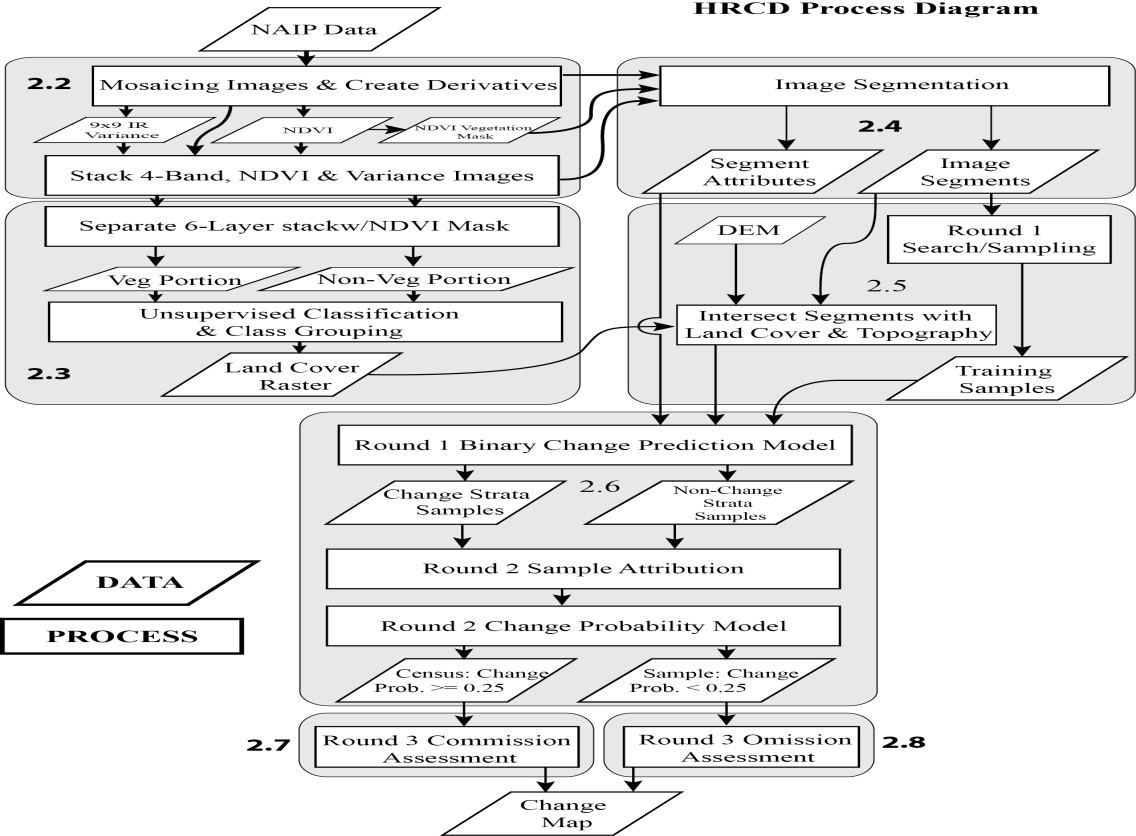 HRCD Process Diagram
NAIP Data
2.2
Mosaicing Images & Create Derivatives
9x9 IR
Variance
NDVI
NDVI Vegetation
Mask
Stack 4-Band, NDVI & Variance Images
Image Segmentation
2.4
Segment
Attributes
Image
Segments
Separate 6-Layer stackw/NDVI Mask
Veg Portion
Non-Veg Portion
Unsupervised Classification
& Class Grouping
2.3
Land Cover
Raster
DEM
Round 1
Search/Sampling
2.5
Intersect Segments with
Land Cover & Topography
Training
Samples
Round 1 Binary Change Prediction Model
Change Strata
Samples
2.6
Non-Change
Strata
Samples
Round 2 Sample Attribution
Round 2 Change Probability Model
Census: Change
Prob. >= 0.25
Sample: Change
Prob. < 0.25
DATA
PROCESS
2.7
Round 3 Commission
Assessment
Round 3 Omission
Assessment
2.8
Change
Map